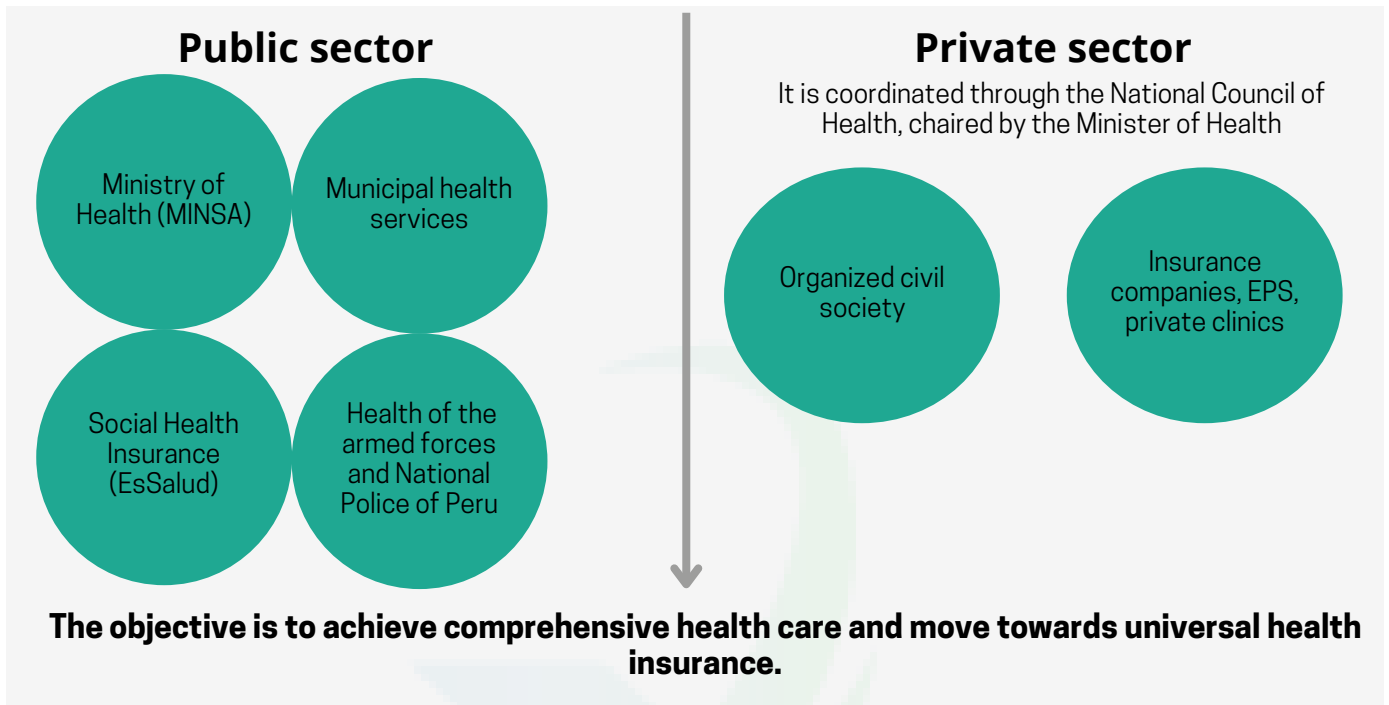 Public sector
Ministry of
Health (MINSA)
Municipal health
services
Social Health
Insurance
(EsSalud)
Health of the
armed forces
and National
Police of Peru
Private sector
It is coordinated through the National Council of
Health, chaired by the Minister of Health
Organized civil
society
Insurance
companies, EPS,
private clinics
The objective is to achieve comprehensive health care and move towards universal health
insurance.